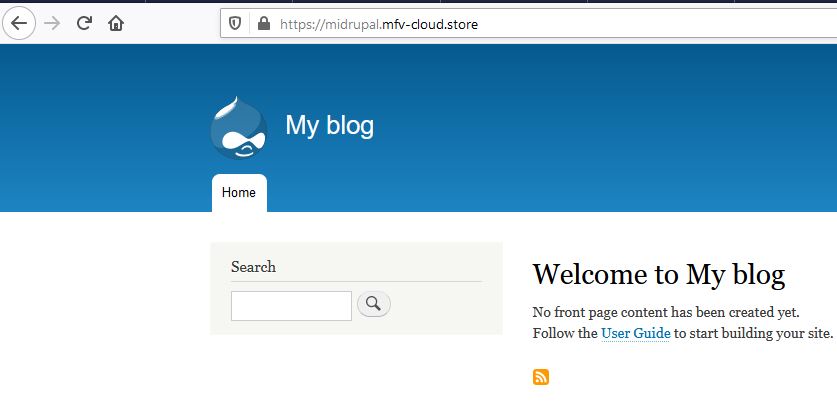 https://midrupal.mfv-cloud.store
My blog
Home
Search
Welcome to My blog
No front page content has been created yet.
Follow the User Guide to start building your site.